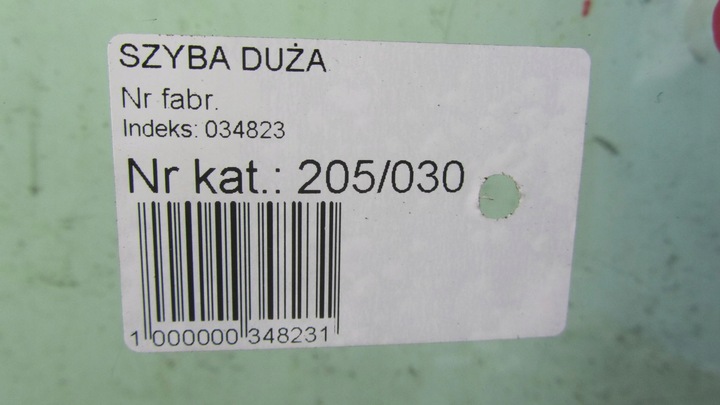 SZYBA DUŻA
Nr fabr.
Indeks: 034823
Nr kat.: 205/030
1 000000 348231